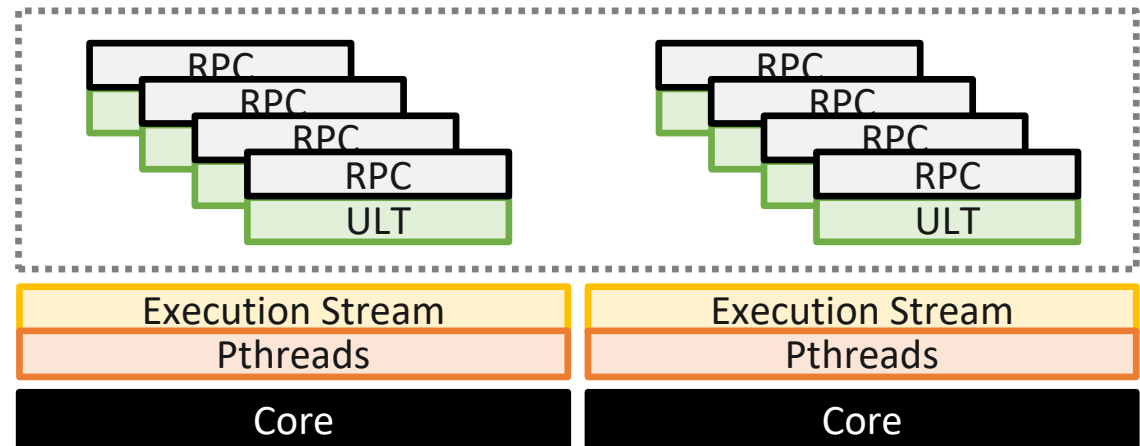 RPC
RPC
RPC
RPC
ULT
RPC
RPC
RPC
RPC
ULT
Execution Stream
Pthreads
Execution Stream
Pthreads
Core
Core